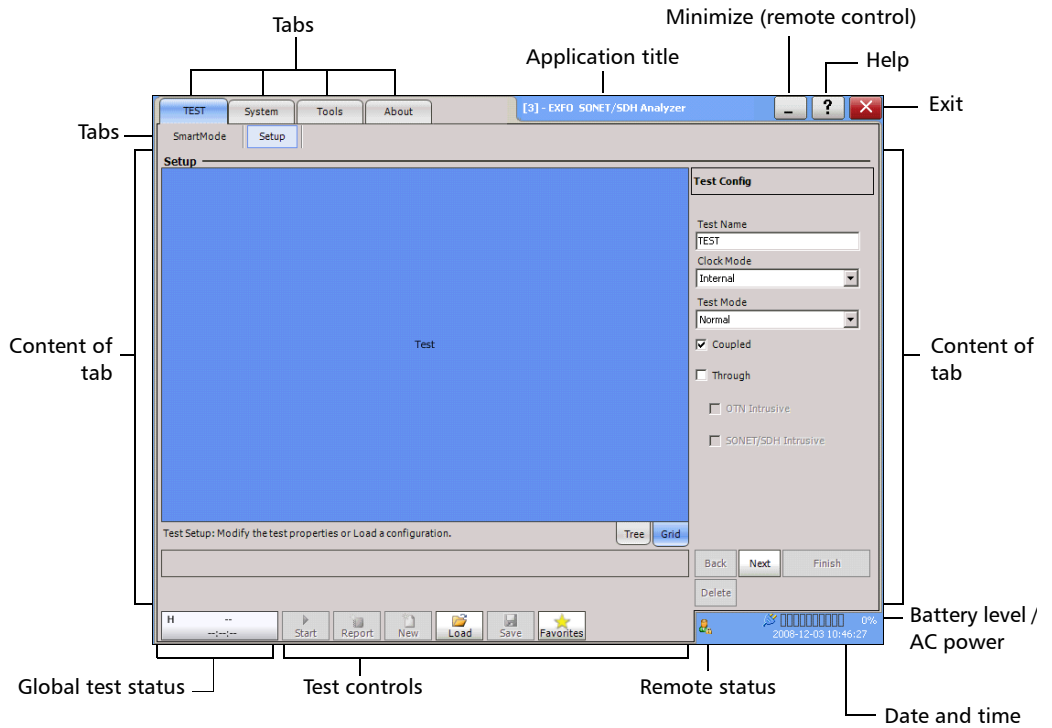 Minimize (remote control)
Tabs
Application title
Help
TEST System Tools About [3] - EXFO SONET/SDH Analyzer _ ? X
Exit
Tabs
SmartMode Setup
Setup
Test Config
Test Name
TEST
Clock Mode
Internal
Test Mode
Normal
Test
Coupled
Content of
tab
Content of
tab
Through
OTN Intrusive
SONET/SDH Intrusive
Test Setup: Modify the test properties or Load a configuration.
Tree Grid
Back Next Finish
Delete
H --
--:--:--
Start Report New Load Save Favorites
0%
2008-12-03 10:46:27
Battery level /
AC power
Global test status
Test controls
Remote status
Date and time